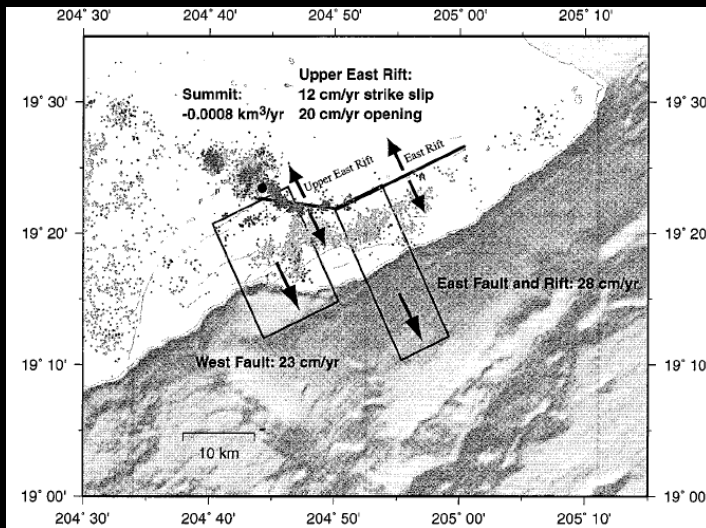 204° 30' 204° 40' 204° 50' 205° 00' 205° 10'
Upper East Rift:
Summit: 12 cm/yr strike slip
-0.0008 km³/yr 20 cm/yr opening
19° 30' 19° 30'
Upper East Rift
East Rift
19° 20' 19° 20'
East Fault and Rift: 28 cm/yr.
West Fault: 23 cm/yr
19° 10' 19° 10'
10 km
19° 00' 19° 00'
204° 30' 204° 40' 204° 50' 205° 00' 205° 10'